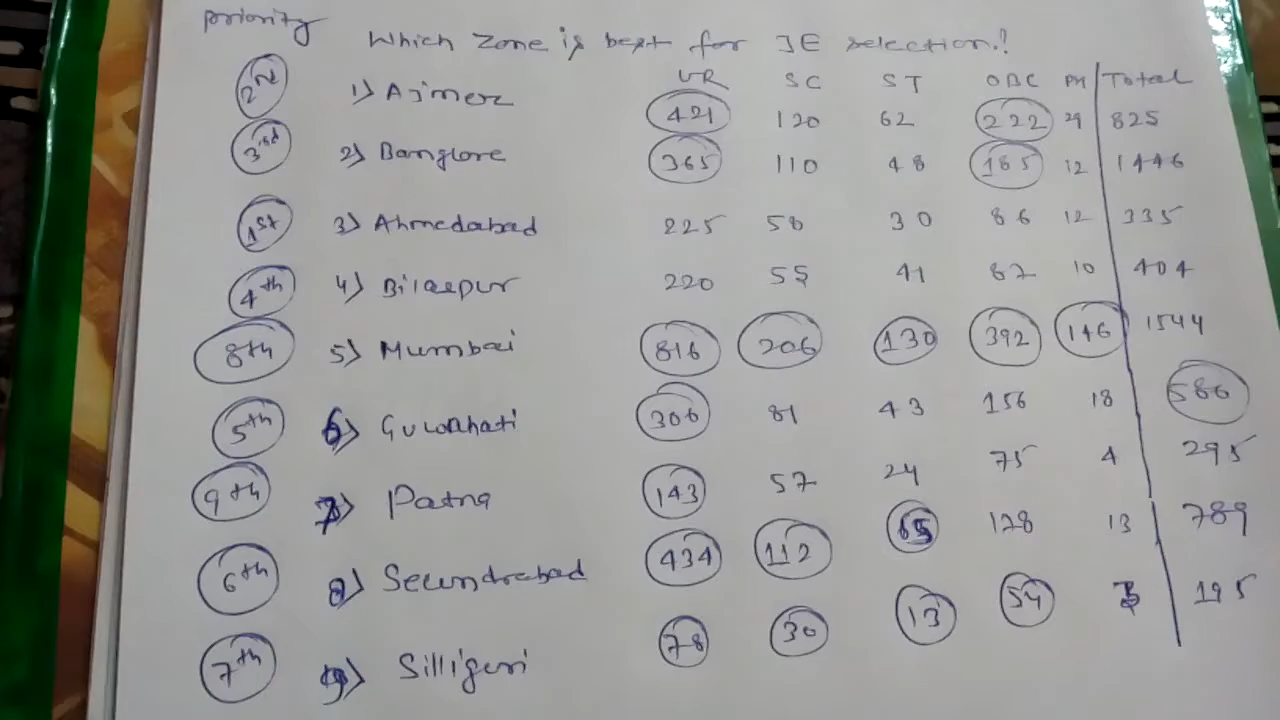 priority
Which Zone is best for JE selection.?
UR SC ST OBC PH Total
2nd 1) Ajmer 421 120 62 222 29 825
3rd 2) Banglore 365 110 48 185 12 1446
1st 3) Ahmedabad 225 58 30 86 12 335
4th 4) Bilaspur 220 55 41 87 10 404
8th 5) Mumbai 816 206 130 392 146 1544
5th 6) Guwahati 306 81 43 156 18 586
9th 7) Patna 143 57 24 75 4 295
6th 8) Secundrabad 434 112 65 178 13 789
7th 9) Silliguri 78 30 13 54 195